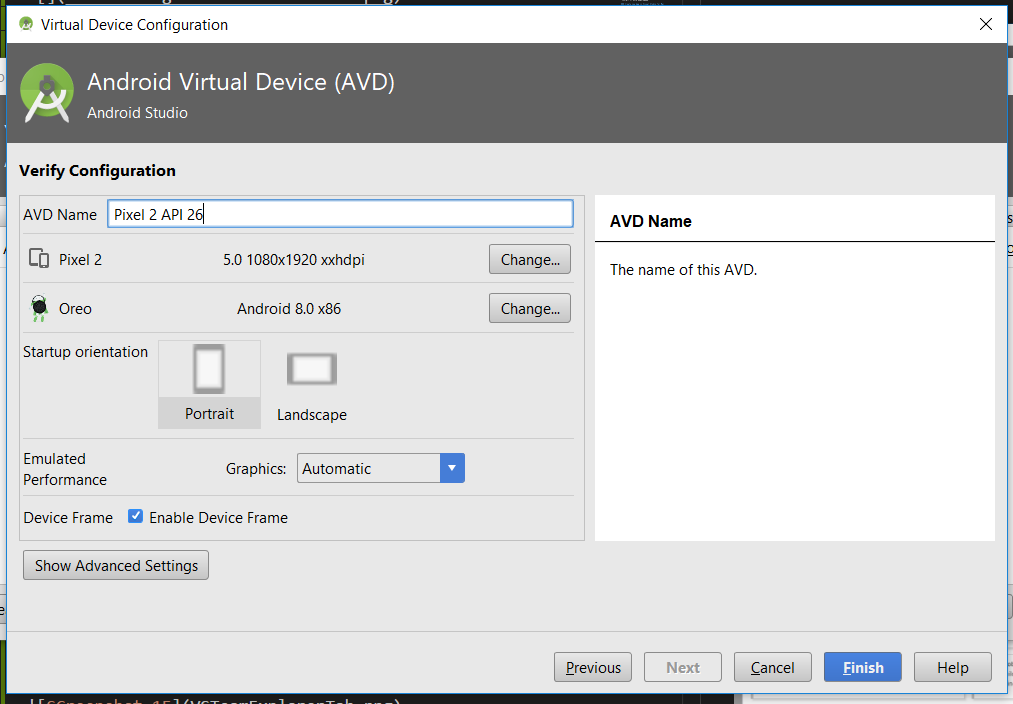 Virtual Device Configuration
Android Virtual Device (AVD)
Android Studio
Verify Configuration
AVD Name Pixel 2 API 26
Pixel 2 5.0 1080x1920 xxhdpi Change...
Oreo Android 8.0 x86 Change...
Startup orientation
Portrait
Landscape
Emulated
Performance
Graphics: Automatic
Device Frame Enable Device Frame
Show Advanced Settings
AVD Name
The name of this AVD.
Previous Next Cancel Finish Help